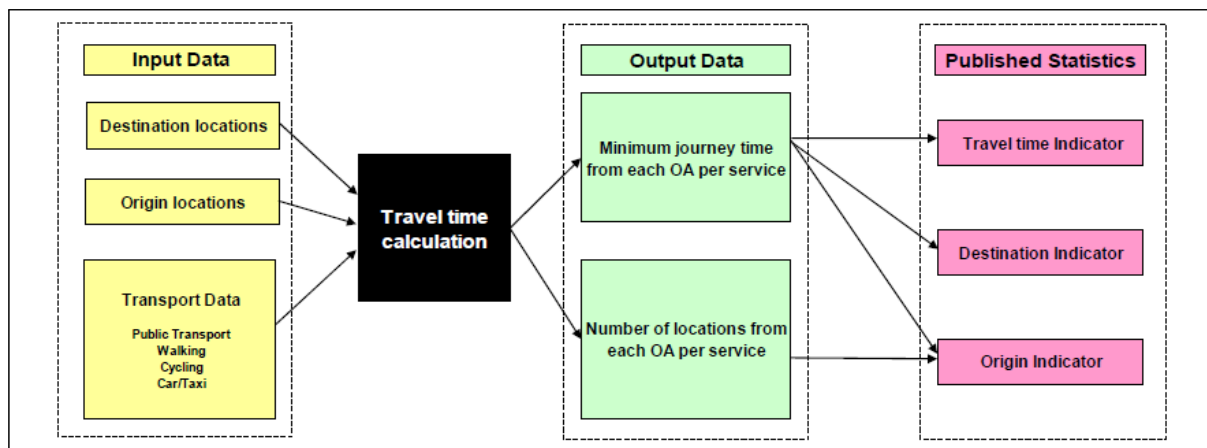 Input Data
Destination locations
Origin locations
Transport Data
Public Transport
Walking
Cycling
Car/Taxi
Travel time
calculation
Output Data
Minimum journey time
from each OA per service
Number of locations from
each OA per service
Published Statistics
Travel time Indicator
Destination Indicator
Origin Indicator